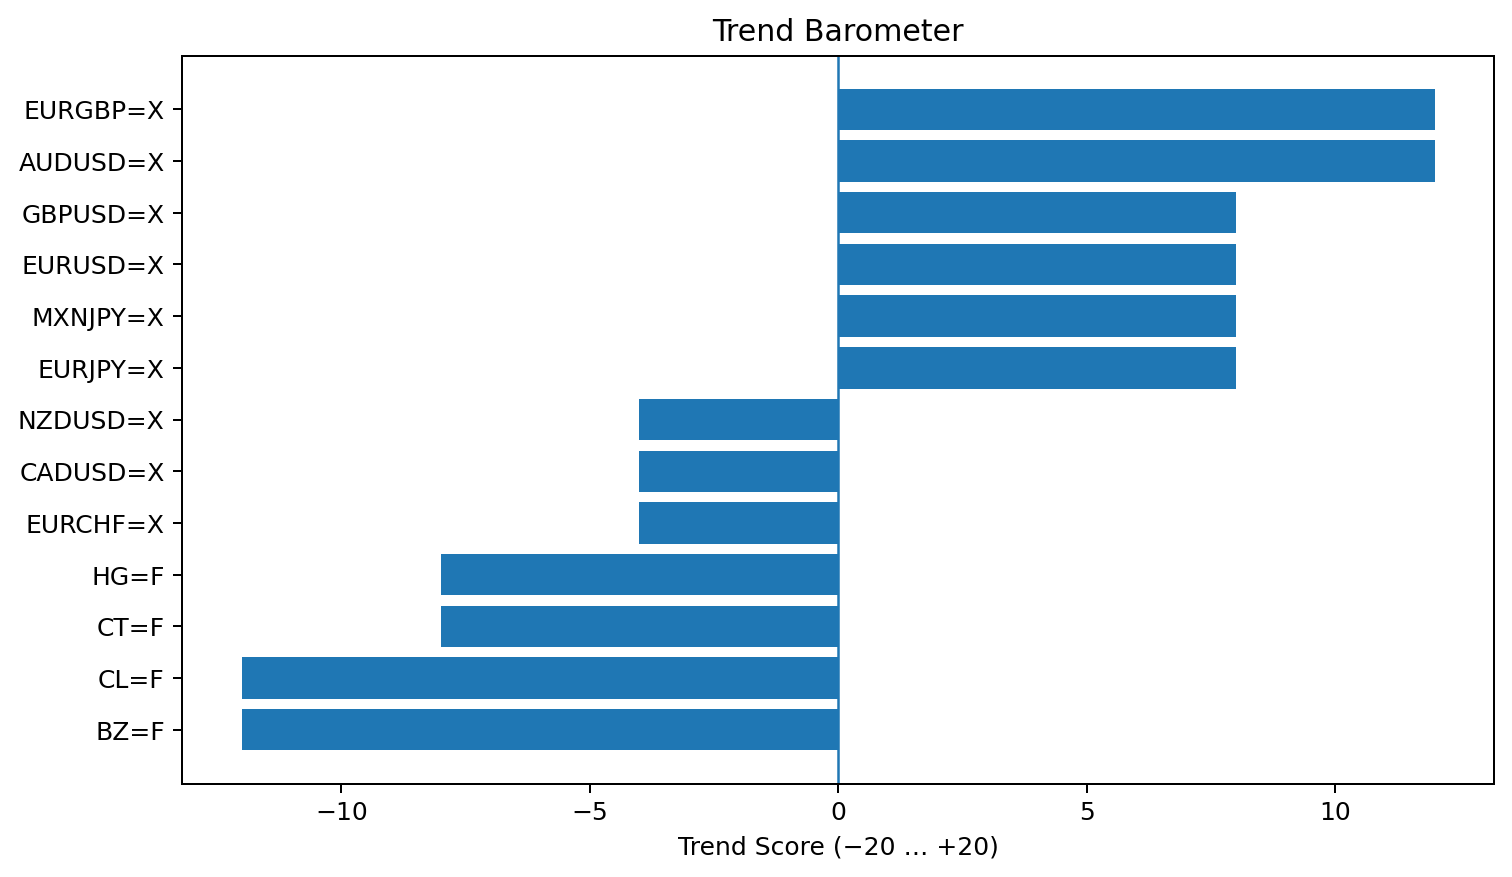 Trend Barometer
EURGBP=X
AUDUSD=X
GBPUSD=X
EURUSD=X
MXNJPY=X
EURJPY=X
NZDUSD=X
CADUSD=X
EURCHF=X
HG=F
CT=F
CL=F
BZ=F
−10 −5 0 5 10
Trend Score (−20 ... +20)